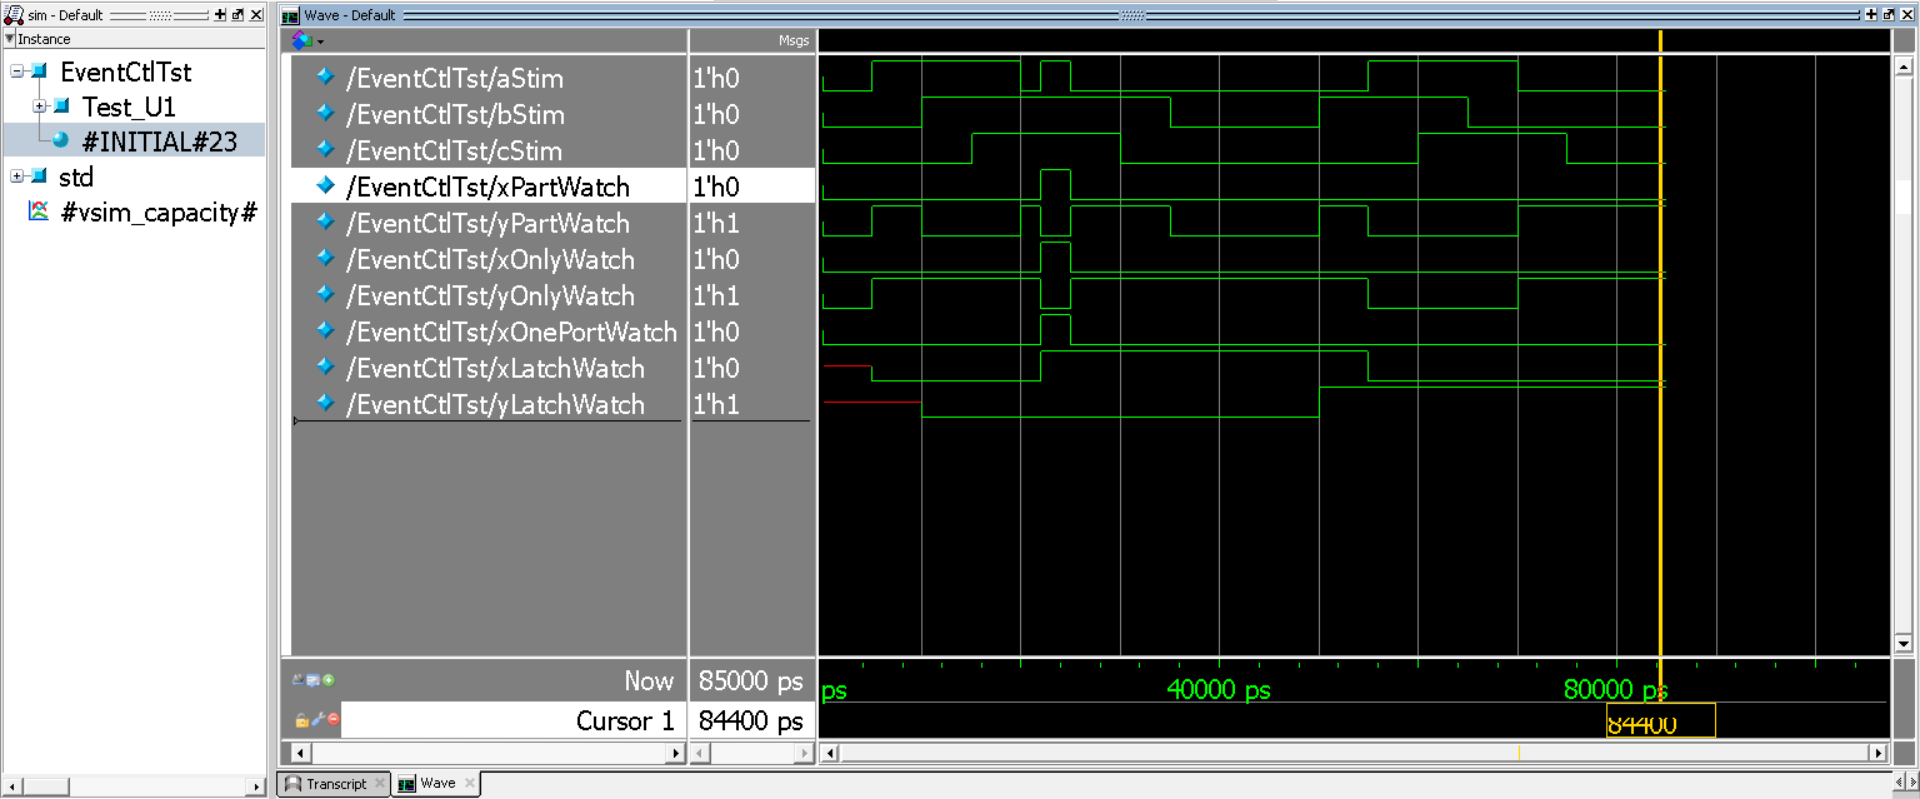 sim - Default
Instance
EventCtlTst
Test_U1
#INITIAL#23
std
#vsim_capacity#
Wave - Default
Msgs
/EventCtlTst/aStim 1'h0
/EventCtlTst/bStim 1'h0
/EventCtlTst/cStim 1'h0
/EventCtlTst/xPartWatch 1'h0
/EventCtlTst/yPartWatch 1'h1
/EventCtlTst/xOnlyWatch 1'h0
/EventCtlTst/yOnlyWatch 1'h1
/EventCtlTst/xOnePortWatch 1'h0
/EventCtlTst/xLatchWatch 1'h0
/EventCtlTst/yLatchWatch 1'h1
Now 85000 ps ps 40000 ps 80000 ps
Cursor 1 84400 ps 84400
Transcript Wave